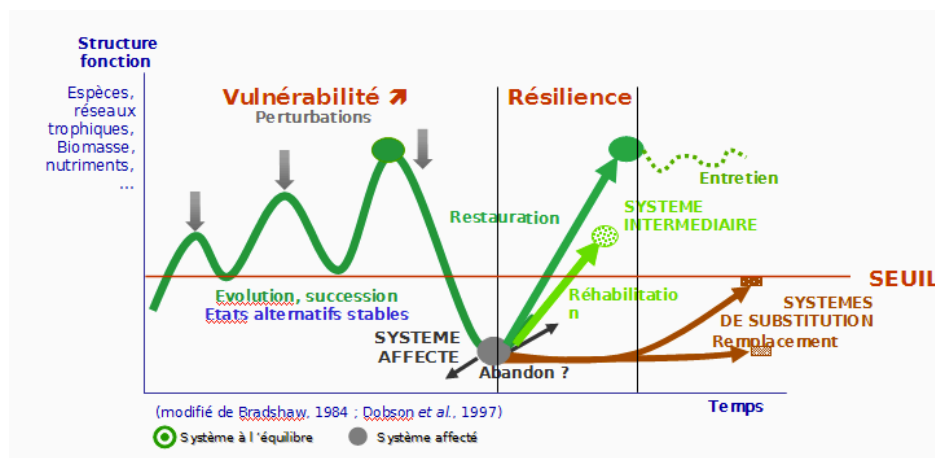 Structure
fonction
Espèces,
réseaux
trophiques,
Biomasse,
nutriments,
...
Vulnérabilité
Perturbations
Résilience
Restauration
Entretien
SYSTEME
INTERMEDIAIRE
SEUIL
Evolution, succession
Etats alternatifs stables
Réhabilitatio
n
SYSTEMES
DE SUBSTITUTION
Remplacement
SYSTEME
AFFECTE
Abandon ?
Temps
(modifié de Bradshaw, 1984 ; Dobson et al., 1997)
Système à l 'équilibre
Système affecté